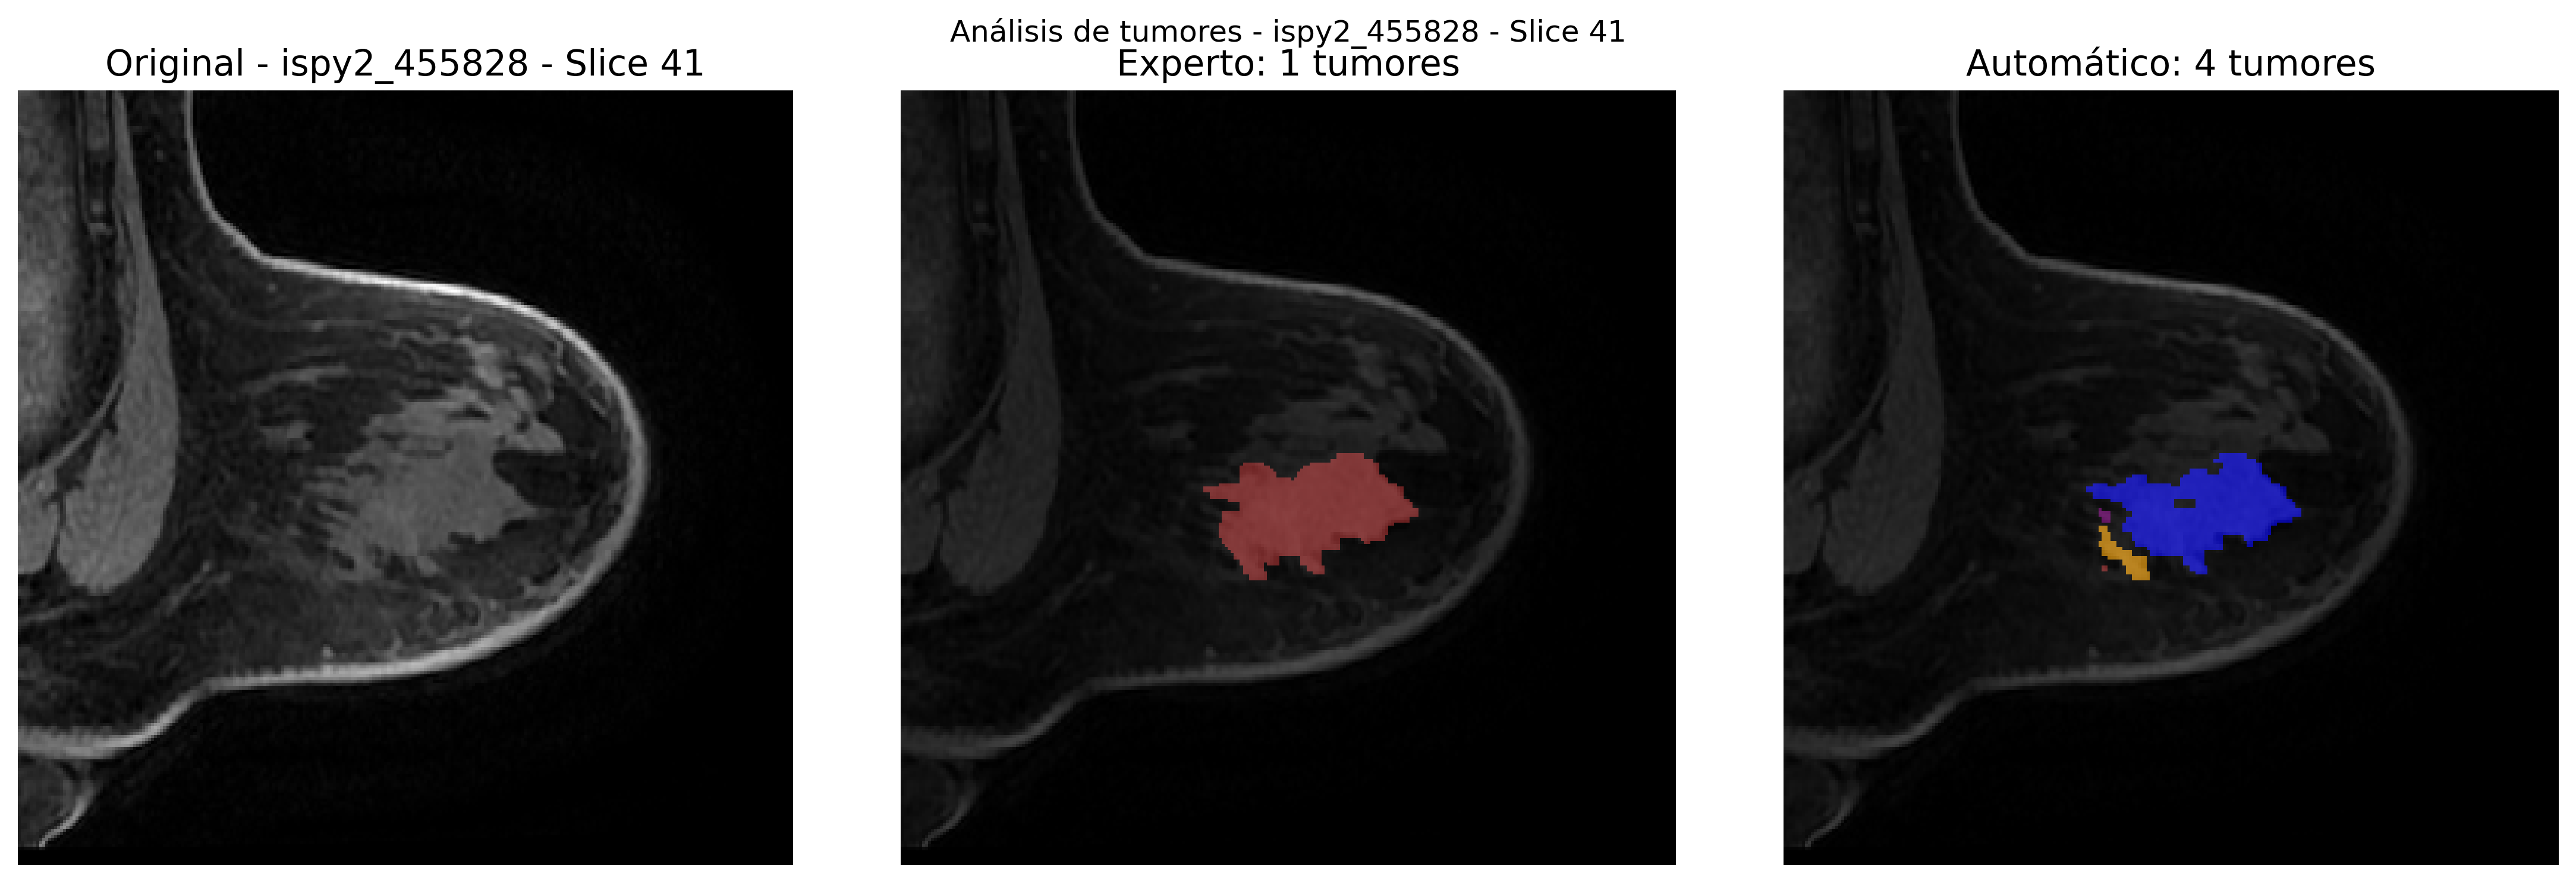 Análisis de tumores - ispy2_455828 - Slice 41
Original - ispy2_455828 - Slice 41
Experto: 1 tumores
Automático: 4 tumores